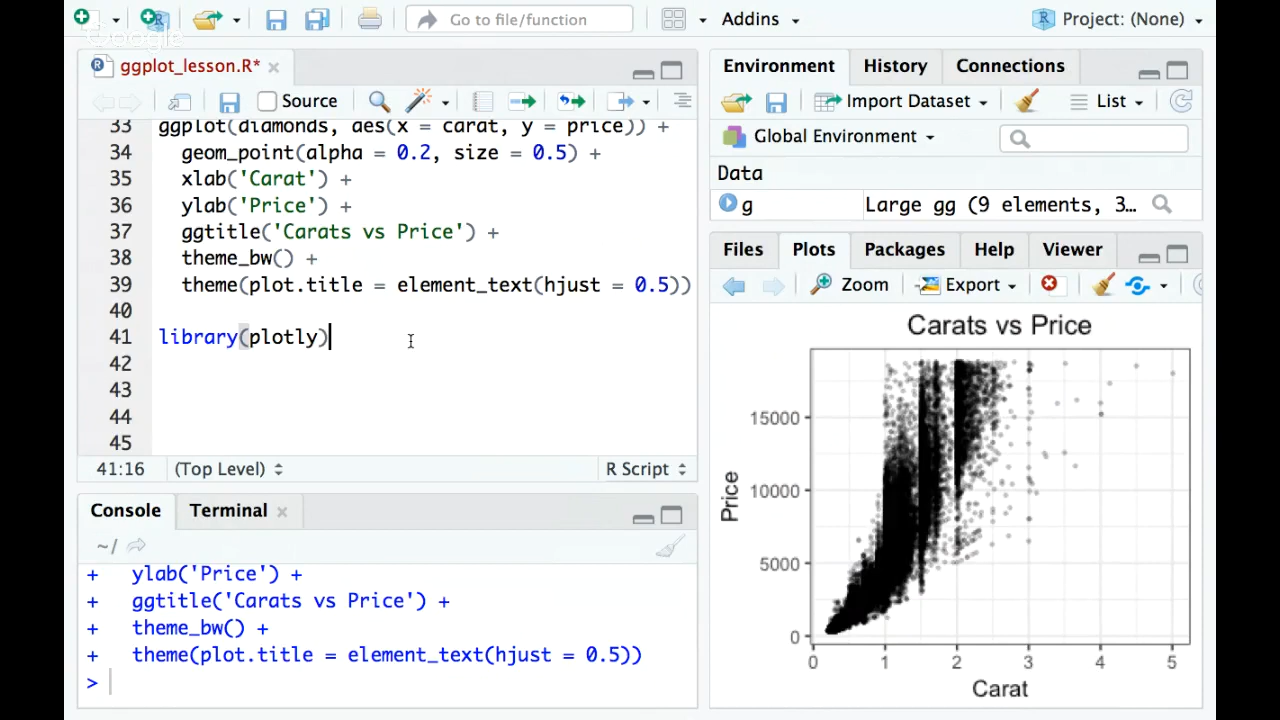 Go to file/function
Addins
Project: (None)
Google
ggplot_lesson.R*
Source
33 ggplot(diamonds, aes(x = carat, y = price)) +
34 geom_point(alpha = 0.2, size = 0.5) +
35 xlab('Carat') +
36 ylab('Price') +
37 ggtitle('Carats vs Price') +
38 theme_bw() +
39 theme(plot.title = element_text(hjust = 0.5))
40
41 library(plotly)
42
43
44
45
41:16 (Top Level) R Script
Console Terminal
~/
+ ylab('Price') +
+ ggtitle('Carats vs Price') +
+ theme_bw() +
+ theme(plot.title = element_text(hjust = 0.5))
>
Environment History Connections
Import Dataset List
Global Environment
Data
g Large gg (9 elements, 3…
Files Plots Packages Help Viewer
Zoom Export
Carats vs Price
15000
10000
5000
0
Price
0 1 2 3 4 5
Carat